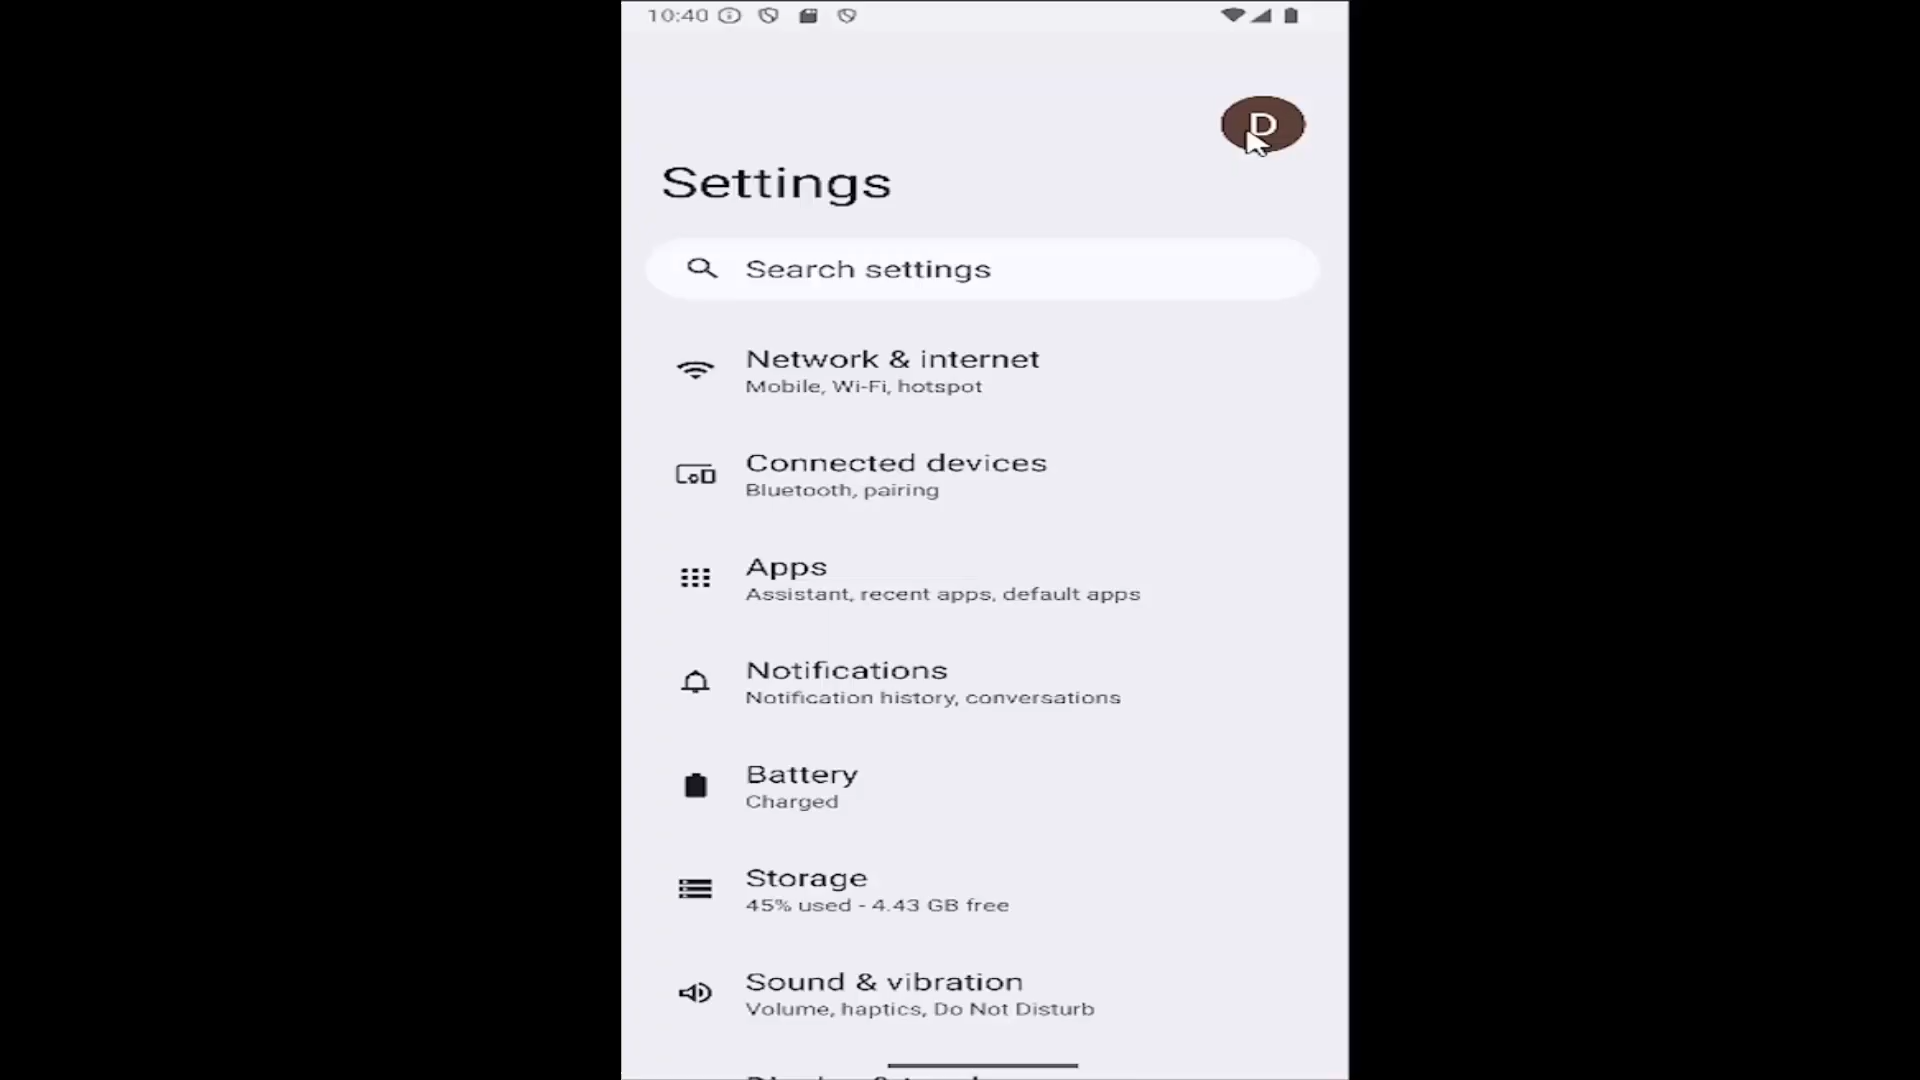 10:40
D
Settings
Search settings
Network & internet
Mobile, Wi-Fi, hotspot
Connected devices
Bluetooth, pairing
Apps
Assistant, recent apps, default apps
Notifications
Notification history, conversations
Battery
Charged
Storage
45% used - 4.43 GB free
Sound & vibration
Volume, haptics, Do Not Disturb